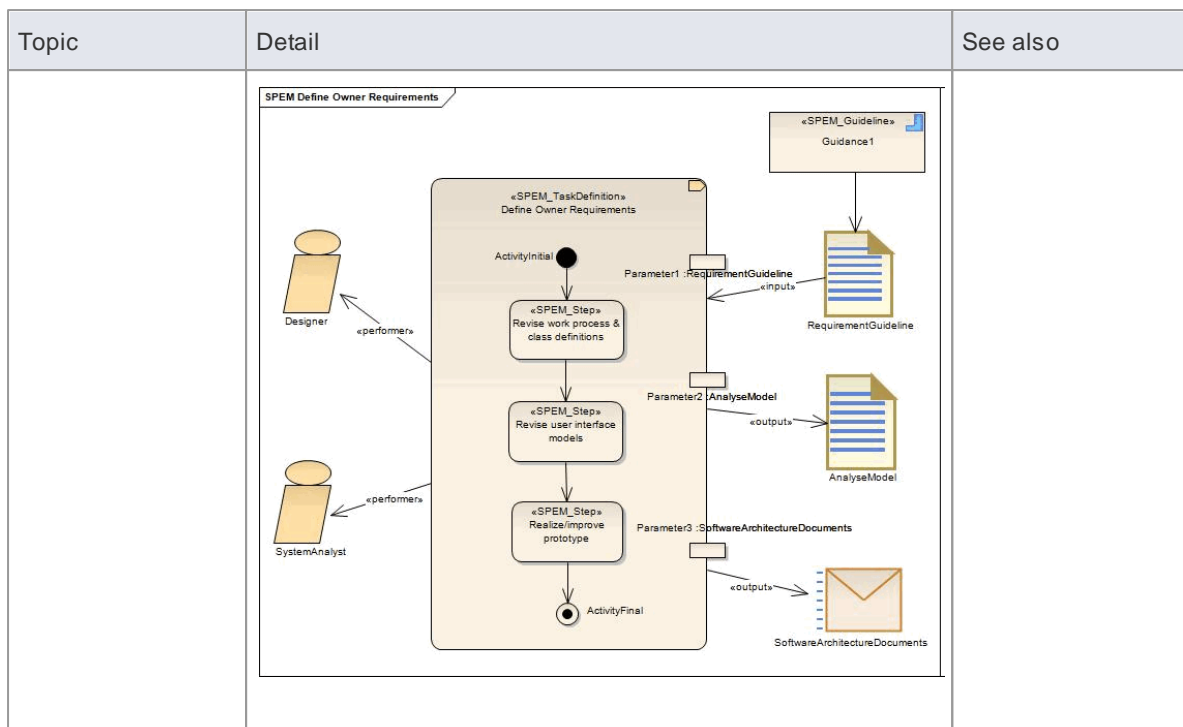 Topic
Detail
See also
SPEM Define Owner Requirements
«SPEM_Guideline»
Guidance1
«SPEM_TaskDefinition»
Define Owner Requirements
ActivityInitial
Parameter1 :RequirementGuideline
«input»
«SPEM_Step»
Revise work process &
class definitions
Designer
«performer»
RequirementGuideline
Parameter2 :AnalyseModel
«SPEM_Step»
Revise user interface
models
«output»
AnalyseModel
«performer»
SystemAnalyst
«SPEM_Step»
Realize/improve
prototype
Parameter3 :SoftwareArchitectureDocuments
«output»
ActivityFinal
SoftwareArchitectureDocuments